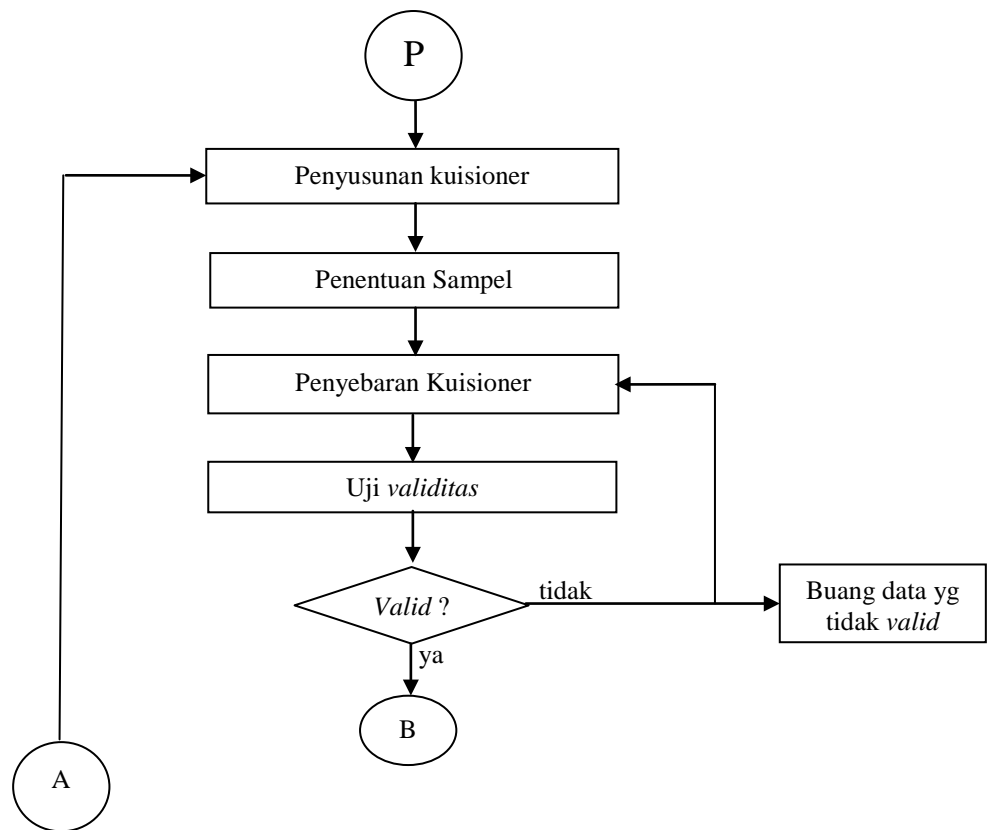 P
Penyusunan kuisioner
Penentuan Sampel
Penyebaran Kuisioner
Uji validitas
Valid ?
tidak
Buang data yg
tidak valid
ya
B
A